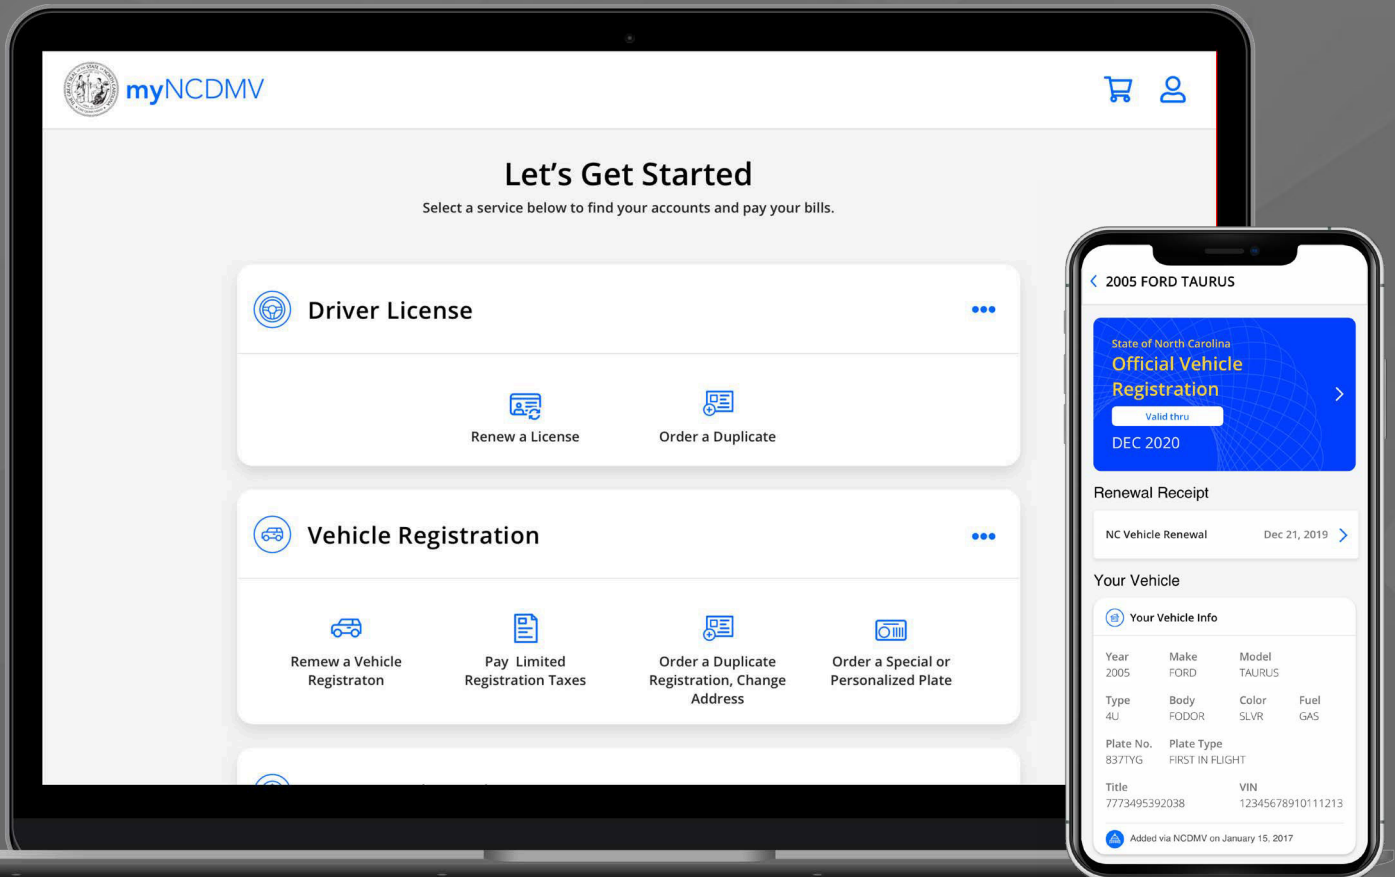 myNCDMV
Let's Get Started
Select a service below to find your accounts and pay your bills.
Driver License
Renew a License
Order a Duplicate
Vehicle Registration
Remew a Vehicle
Registraton
Pay Limited
Registration Taxes
Order a Duplicate
Registration, Change
Address
Order a Special or
Personalized Plate
2005 FORD TAURUS
State of North Carolina
Official Vehicle
Registration
Valid thru
DEC 2020
Renewal Receipt
NC Vehicle Renewal Dec 21, 2019
Your Vehicle
Your Vehicle Info
Year Make Model
2005 FORD TAURUS
Type Body Color Fuel
4U FODOR SLVR GAS
Plate No. Plate Type
837TYG FIRST IN FLIGHT
Title VIN
7773495392038 12345678910111213
Added via NCDMV on January 15, 2017